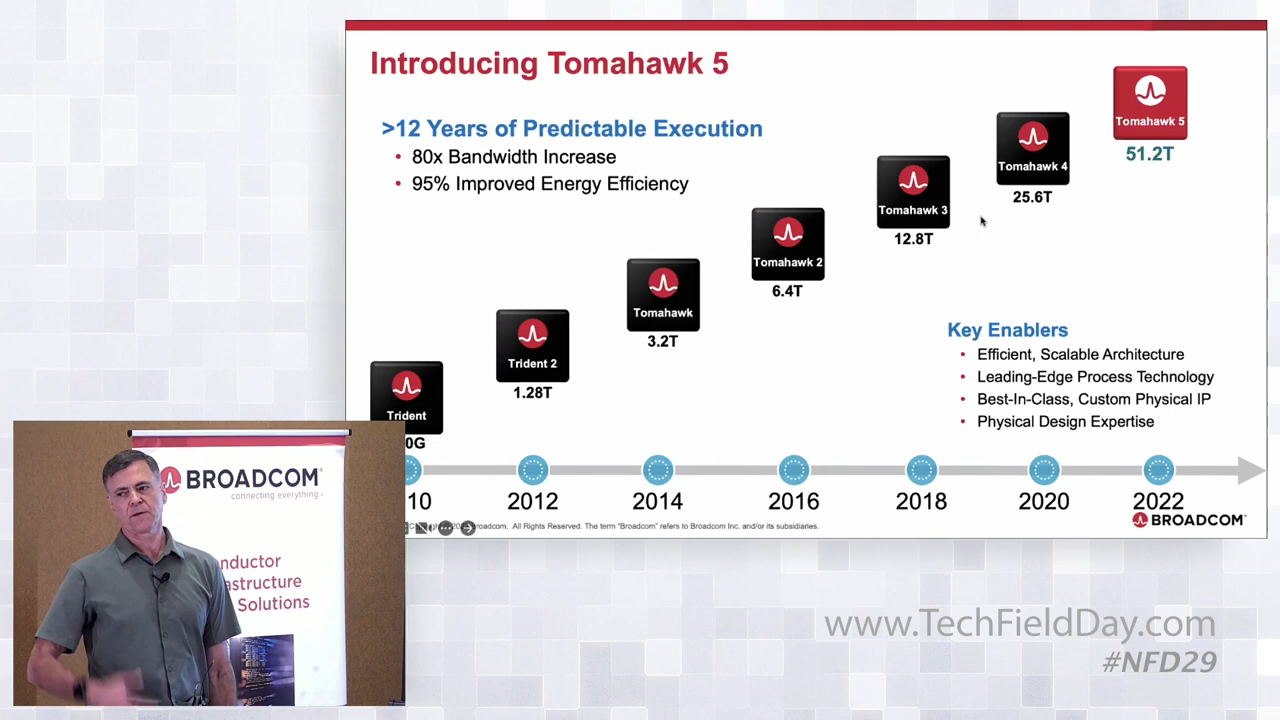 Introducing Tomahawk 5
>12 Years of Predictable Execution
• 80x Bandwidth Increase
• 95% Improved Energy Efficiency
Tomahawk 5
51.2T
Tomahawk 4
25.6T
Tomahawk 3
12.8T
Tomahawk 2
6.4T
Tomahawk
3.2T
Trident 2
1.28T
Trident
0G
Key Enablers
• Efficient, Scalable Architecture
• Leading-Edge Process Technology
• Best-In-Class, Custom Physical IP
• Physical Design Expertise
10 2012 2014 2016 2018 2020 2022
roadcom. All Rights Reserved. The term "Broadcom" refers to Broadcom Inc. and/or its subsidiaries.
BROADCOM
BROADCOM
connecting everything
nductor
astructure
Solutions
www.TechFieldDay.com
#NFD29